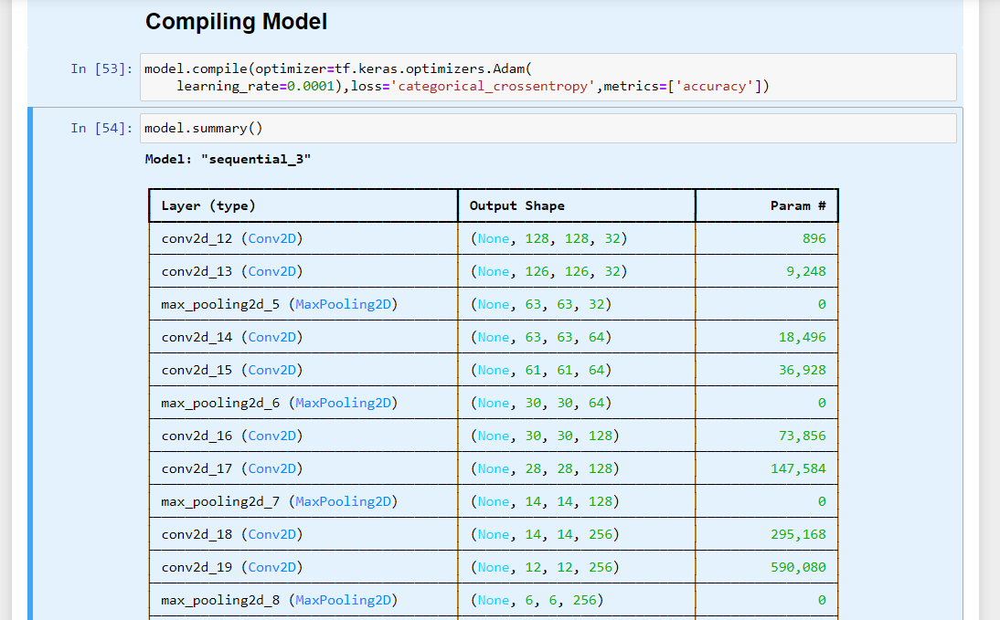 Compiling Model
In [53]: model.compile(optimizer=tf.keras.optimizers.Adam(
learning_rate=0.0001),loss='categorical_crossentropy',metrics=['accuracy'])
In [54]: model.summary()
Model: "sequential_3"
Layer (type) Output Shape Param #
conv2d_12 (Conv2D) (None, 128, 128, 32) 896
conv2d_13 (Conv2D) (None, 126, 126, 32) 9,248
max_pooling2d_5 (MaxPooling2D) (None, 63, 63, 32) 0
conv2d_14 (Conv2D) (None, 63, 63, 64) 18,496
conv2d_15 (Conv2D) (None, 61, 61, 64) 36,928
max_pooling2d_6 (MaxPooling2D) (None, 30, 30, 64) 0
conv2d_16 (Conv2D) (None, 30, 30, 128) 73,856
conv2d_17 (Conv2D) (None, 28, 28, 128) 147,584
max_pooling2d_7 (MaxPooling2D) (None, 14, 14, 128) 0
conv2d_18 (Conv2D) (None, 14, 14, 256) 295,168
conv2d_19 (Conv2D) (None, 12, 12, 256) 590,080
max_pooling2d_8 (MaxPooling2D) (None, 6, 6, 256) 0